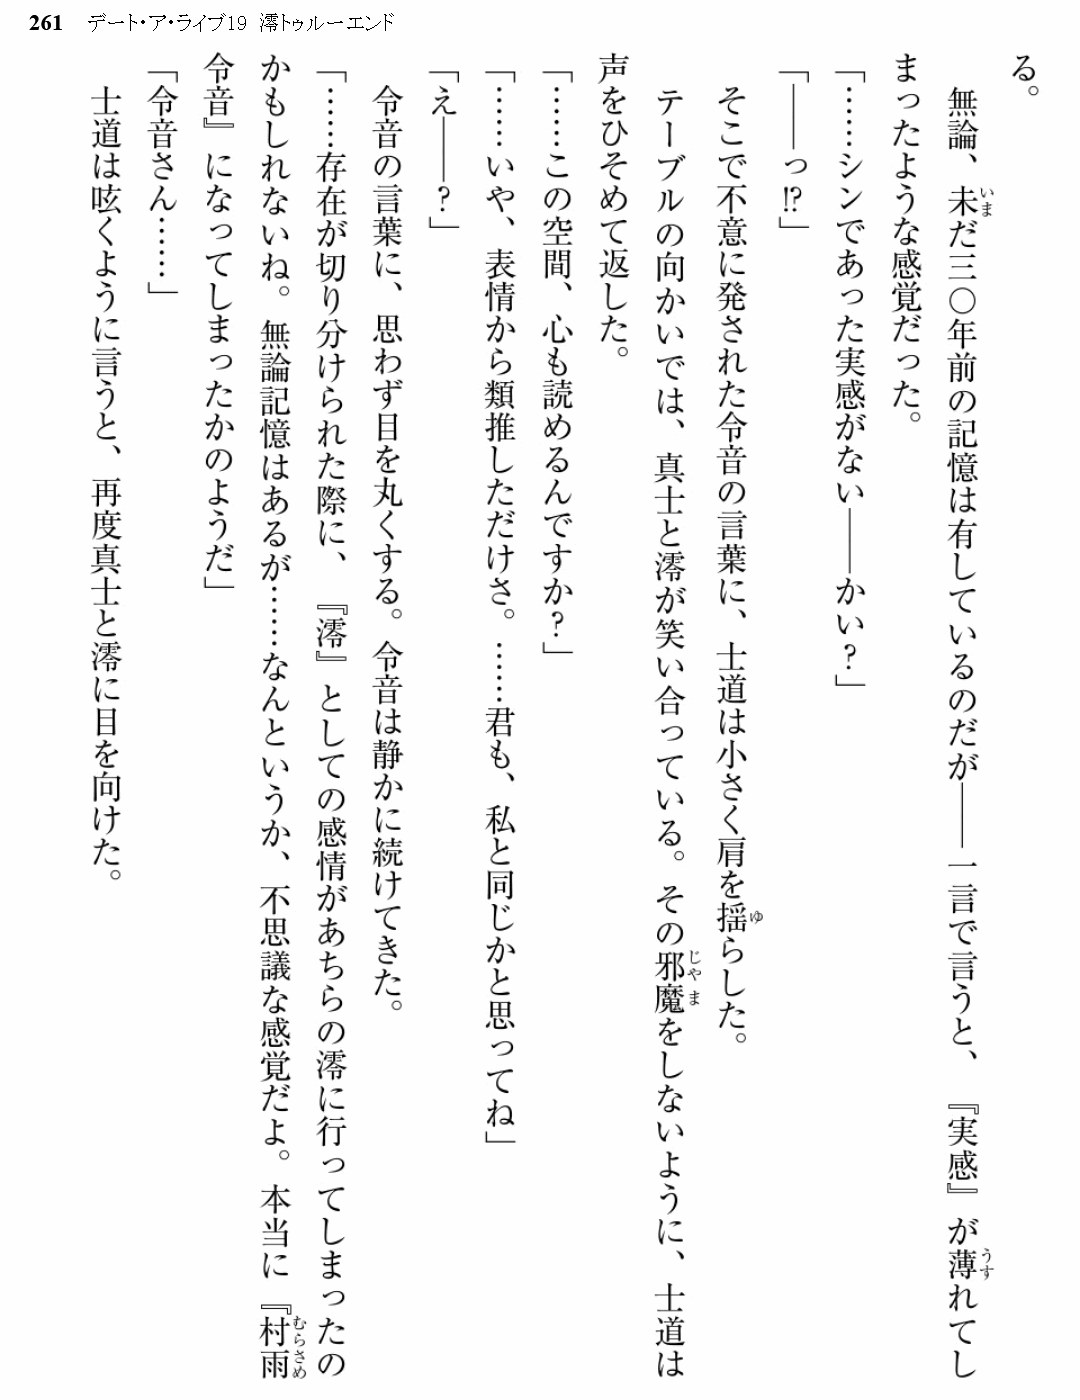 261 デート・ア・ライブ19 澪トゥルーエンド
る。
　無論、未だ三〇年前の記憶は有しているのだが――一言で言うと、『実感』が薄れてし
まったような感覚だった。
「……シンであった実感がない――かい？」
「――っ!?」
　そこで不意に発された令音の言葉に、士道は小さく肩を揺らした。
　テーブルの向かいでは、真士と澪が笑い合っている。その邪魔をしないように、士道は
声をひそめて返した。
「……この空間、心も読めるんですか？」
「……いや、表情から類推しただけさ。……君も、私と同じかと思ってね」
「え――？」
　令音の言葉に、思わず目を丸くする。令音は静かに続けてきた。
「……存在が切り分けられた際に、『澪』としての感情があちらの澪に行ってしまったの
かもしれないね。無論記憶はあるが……なんというか、不思議な感覚だよ。本当に『村雨
令音』になってしまったかのようだ」
「令音さん……」
　士道は呟くように言うと、再度真士と澪に目を向けた。
いま
うす
ゆ
じゃま
むらさめ